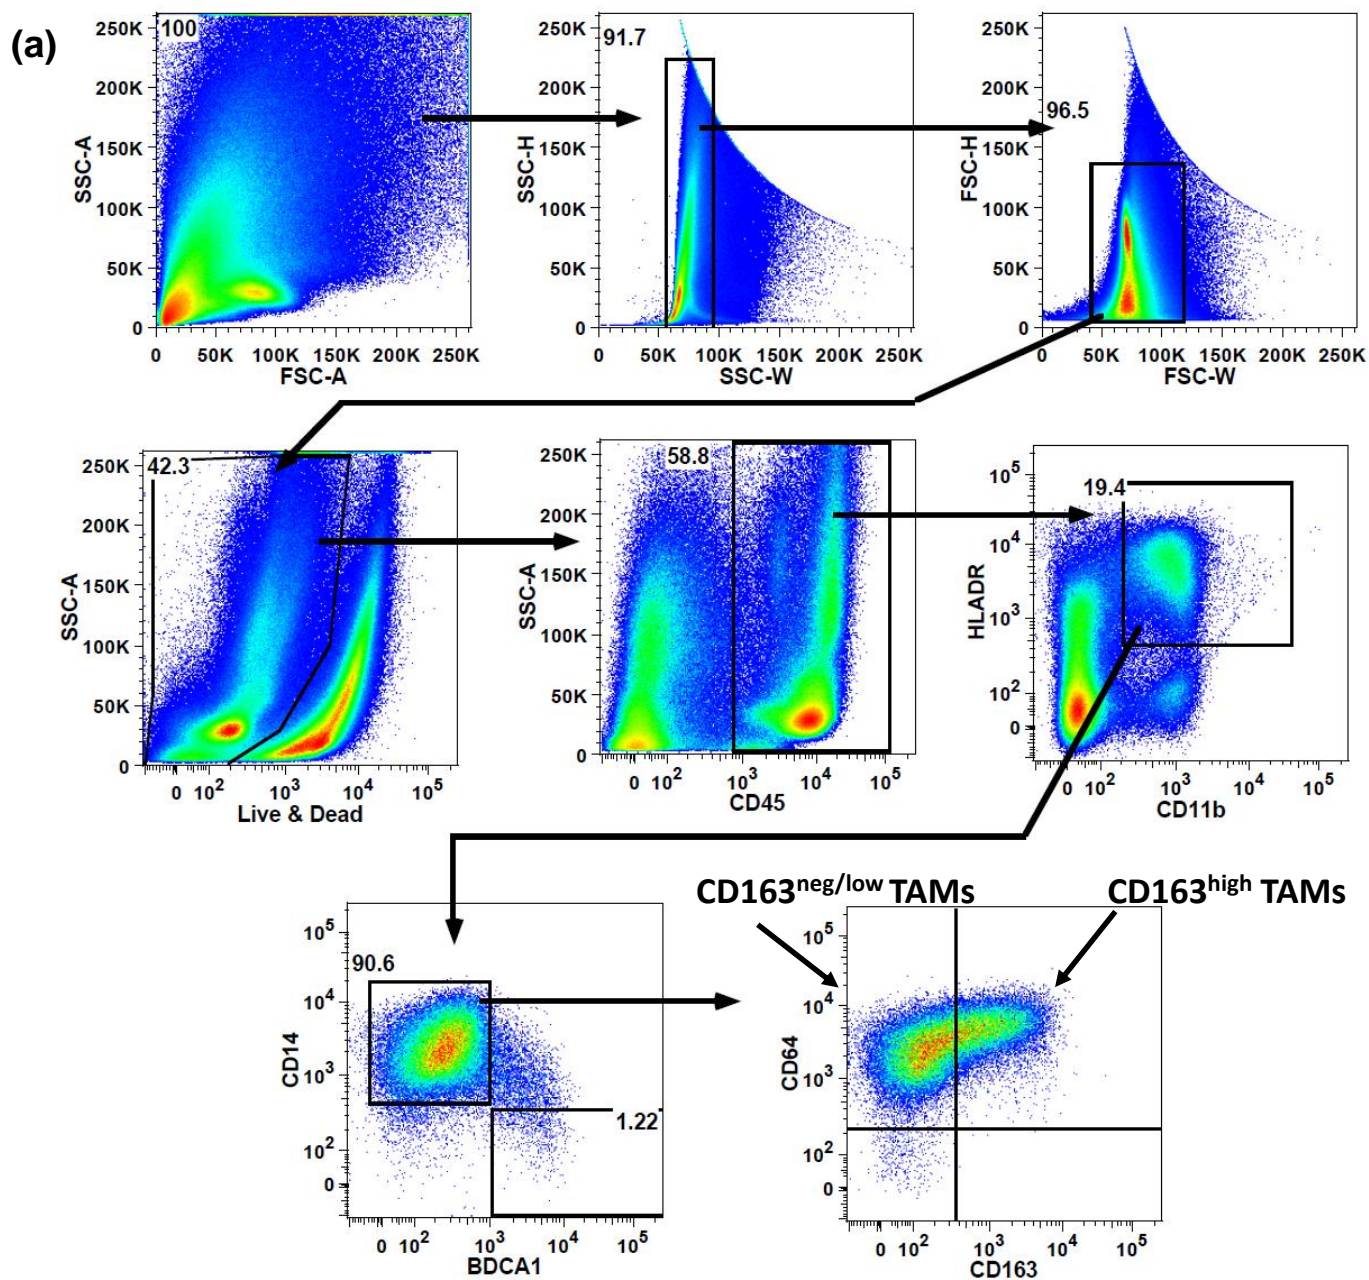 (a)
100
250K
200K
150K
100K
50K
0
SSC-A
0 50K 100K 150K 200K 250K
FSC-A
91.7
250K
200K
150K
100K
50K
0
SSC-H
0 50K 100K 150K 200K 250K
SSC-W
96.5
250K
200K
150K
100K
50K
0
FSC-H
0 50K 100K 150K 200K 250K
FSC-W
42.3
250K
200K
150K
100K
50K
0
SSC-A
0 10² 10³ 10⁴ 10⁵
Live & Dead
58.8
250K
200K
150K
100K
50K
0
SSC-A
0 10² 10³ 10⁴ 10⁵
CD45
19.4
10⁵
10⁴
10³
10²
0
HLADR
0 10² 10³ 10⁴ 10⁵
CD11b
90.6
10⁵
10⁴
10³
10²
0
CD14
1.22
0 10² 10³ 10⁴ 10⁵
BDCA1
CD163neg/low TAMs
CD163high TAMs
10⁵
10⁴
10³
10²
0
CD64
0 10² 10³ 10⁴ 10⁵
CD163